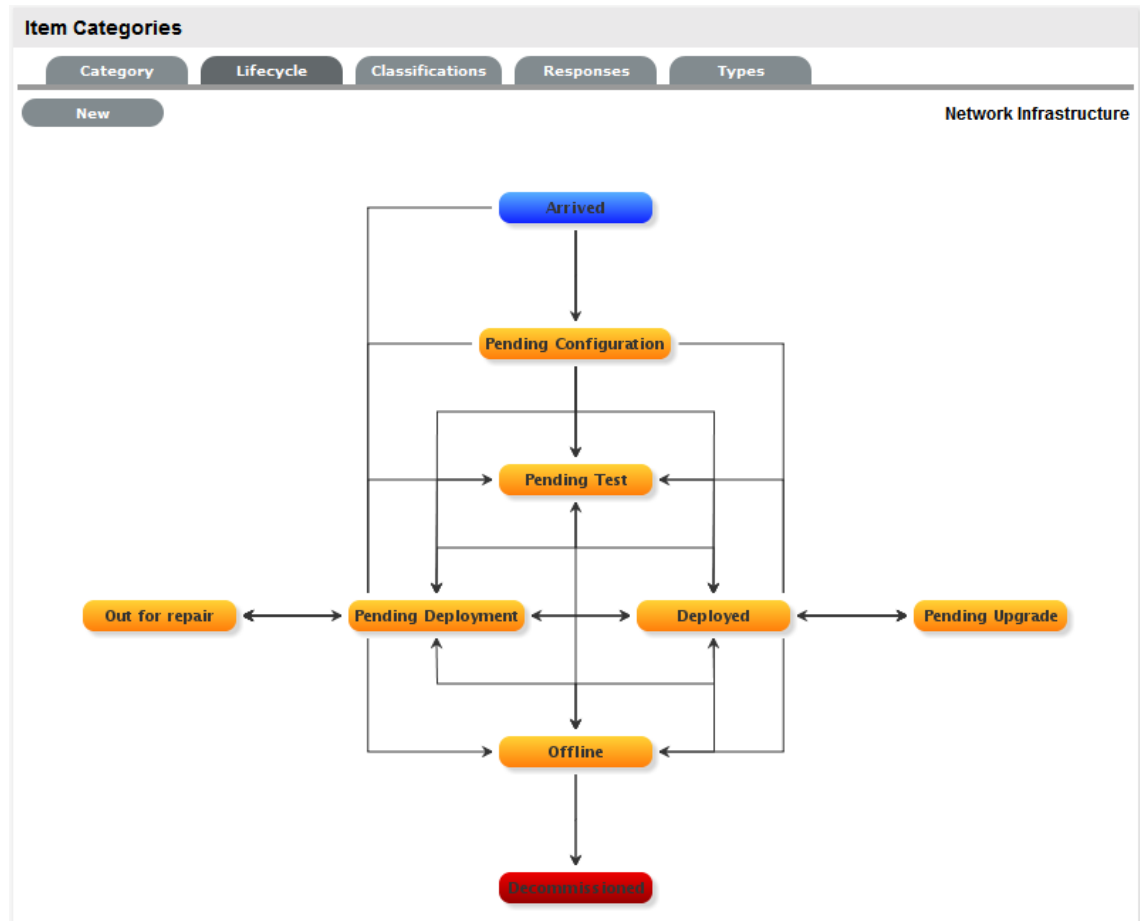 Item Categories
Category Lifecycle Classifications Responses Types
New Network Infrastructure
Arrived
Pending Configuration
Pending Test
Out for repair Pending Deployment Deployed Pending Upgrade
Offline
Decommissioned